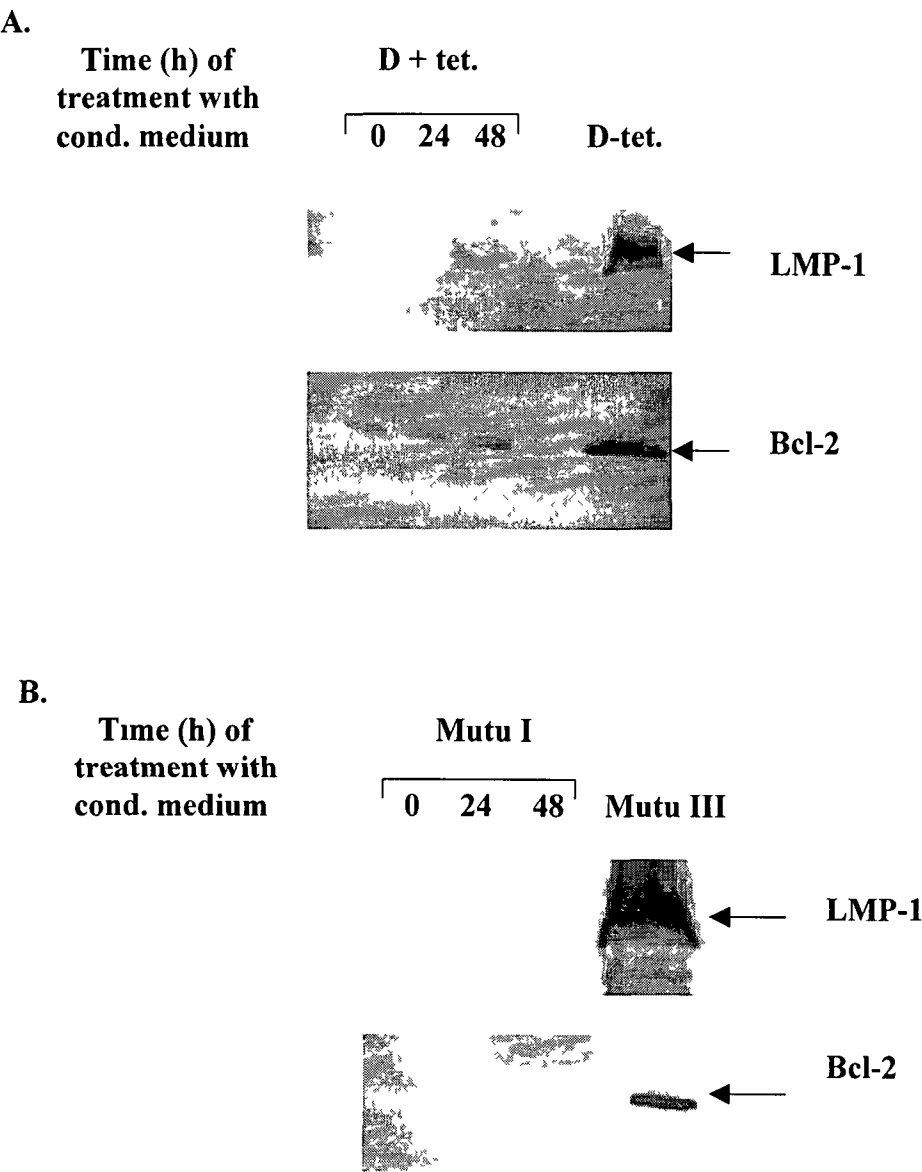 A.
Time (h) of
treatment with
cond. medium
D + tet.
0 24 48
D-tet.
LMP-1
Bcl-2
B.
Time (h) of
treatment with
cond. medium
Mutu I
0 24 48
Mutu III
LMP-1
Bcl-2